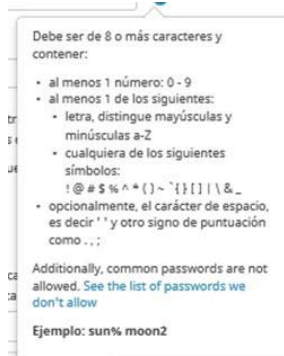 Debe ser de 8 o más caracteres y
contener:
• al menos 1 número: 0 - 9
• al menos 1 de los siguientes:
• letra, distingue mayúsculas y
minúsculas a-Z
• cualquiera de los siguientes
símbolos:
! @ # $ % ^ * ( ) ~ ` { } [ ] | \ & _
• opcionalmente, el carácter de espacio,
es decir ' ' y otro signo de puntuación
como . , ;
Additionally, common passwords are not
allowed. See the list of passwords we
don't allow
Ejemplo: sun% moon2